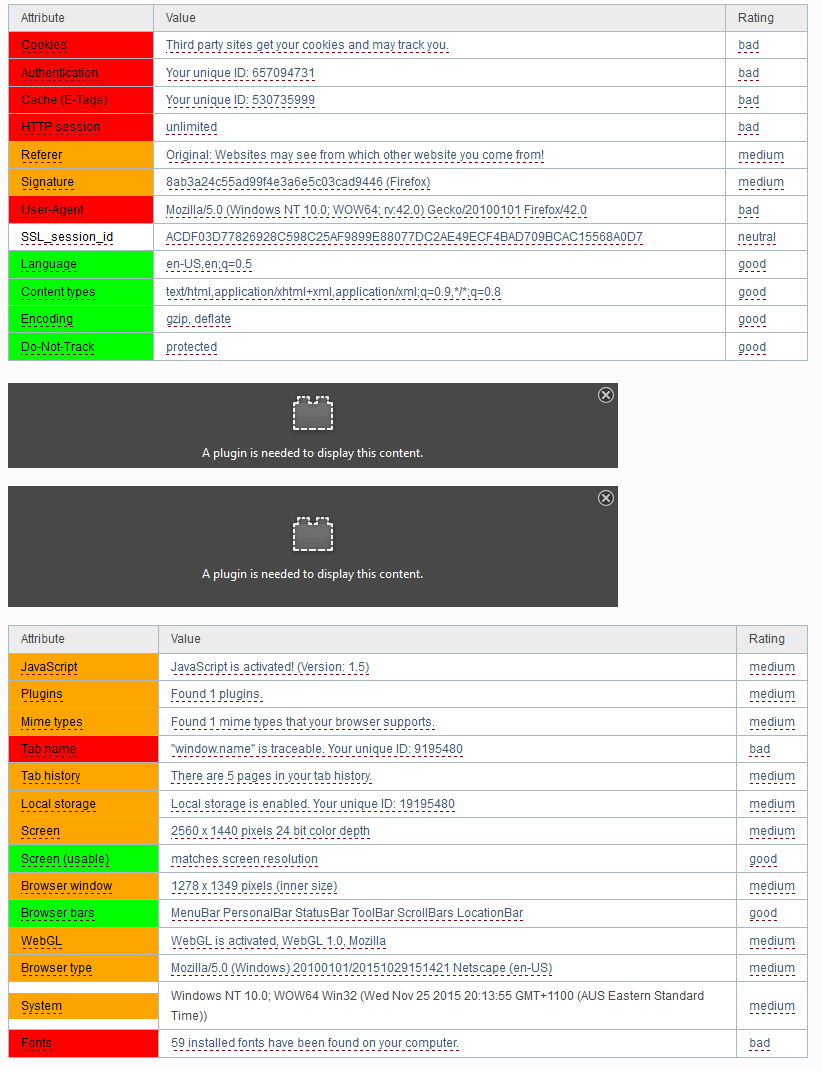 Attribute Value Rating
Cookies Third party sites get your cookies and may track you. bad
Authentication Your unique ID: 657094731 bad
Cache (E-Tags) Your unique ID: 530735999 bad
HTTP session unlimited bad
Referer Original: Websites may see from which other website you come from! medium
Signature 8ab3a24c55ad99f4e3a6e5c03cad9446 (Firefox) medium
User-Agent Mozilla/5.0 (Windows NT 10.0; WOW64; rv:42.0) Gecko/20100101 Firefox/42.0 bad
SSL_session_id ACDF03D77826928C598C25AF9899E88077DC2AE49ECF4BAD709BCAC15568A0D7 neutral
Language en-US,en;q=0.5 good
Content types text/html,application/xhtml+xml,application/xml;q=0.9,*/*;q=0.8 good
Encoding gzip, deflate good
Do-Not-Track protected good
A plugin is needed to display this content.
A plugin is needed to display this content.
Attribute Value Rating
JavaScript JavaScript is activated! (Version: 1.5) medium
Plugins Found 1 plugins. medium
Mime types Found 1 mime types that your browser supports. medium
Tab name "window.name" is traceable. Your unique ID: 9195480 bad
Tab history There are 5 pages in your tab history. medium
Local storage Local storage is enabled. Your unique ID: 19195480 medium
Screen 2560 x 1440 pixels 24 bit color depth medium
Screen (usable) matches screen resolution good
Browser window 1278 x 1349 pixels (inner size) medium
Browser bars MenuBar PersonalBar StatusBar ToolBar ScrollBars LocationBar good
WebGL WebGL is activated, WebGL 1.0, Mozilla medium
Browser type Mozilla/5.0 (Windows) 20100101/20151029151421 Netscape (en-US) medium
System Windows NT 10.0; WOW64 Win32 (Wed Nov 25 2015 20:13:55 GMT+1100 (AUS Eastern Standard
Time)) medium
Fonts 59 installed fonts have been found on your computer. bad